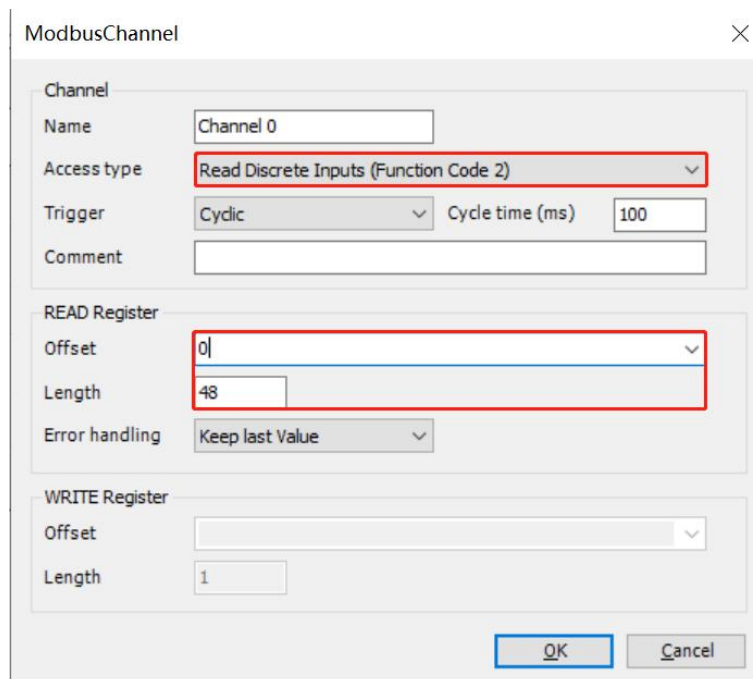 ModbusChannel
Channel
Name Channel 0
Access type Read Discrete Inputs (Function Code 2)
Trigger Cyclic Cycle time (ms) 100
Comment
READ Register
Offset 0
Length 48
Error handling Keep last Value
WRITE Register
Offset
Length 1
OK Cancel